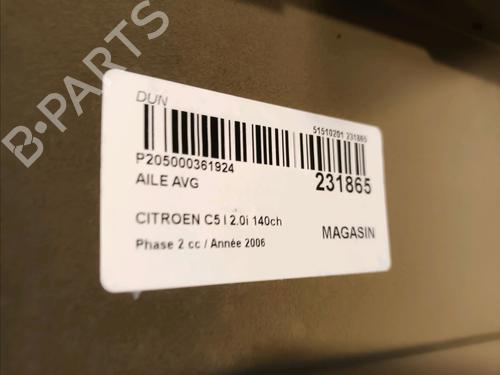 B-PARTS
DUN
51510201 231865
P205000361924
231865
AILE AVG
CITROEN C5 I 2.0i 140ch
MAGASIN
Phase 2 cc / Année 2006